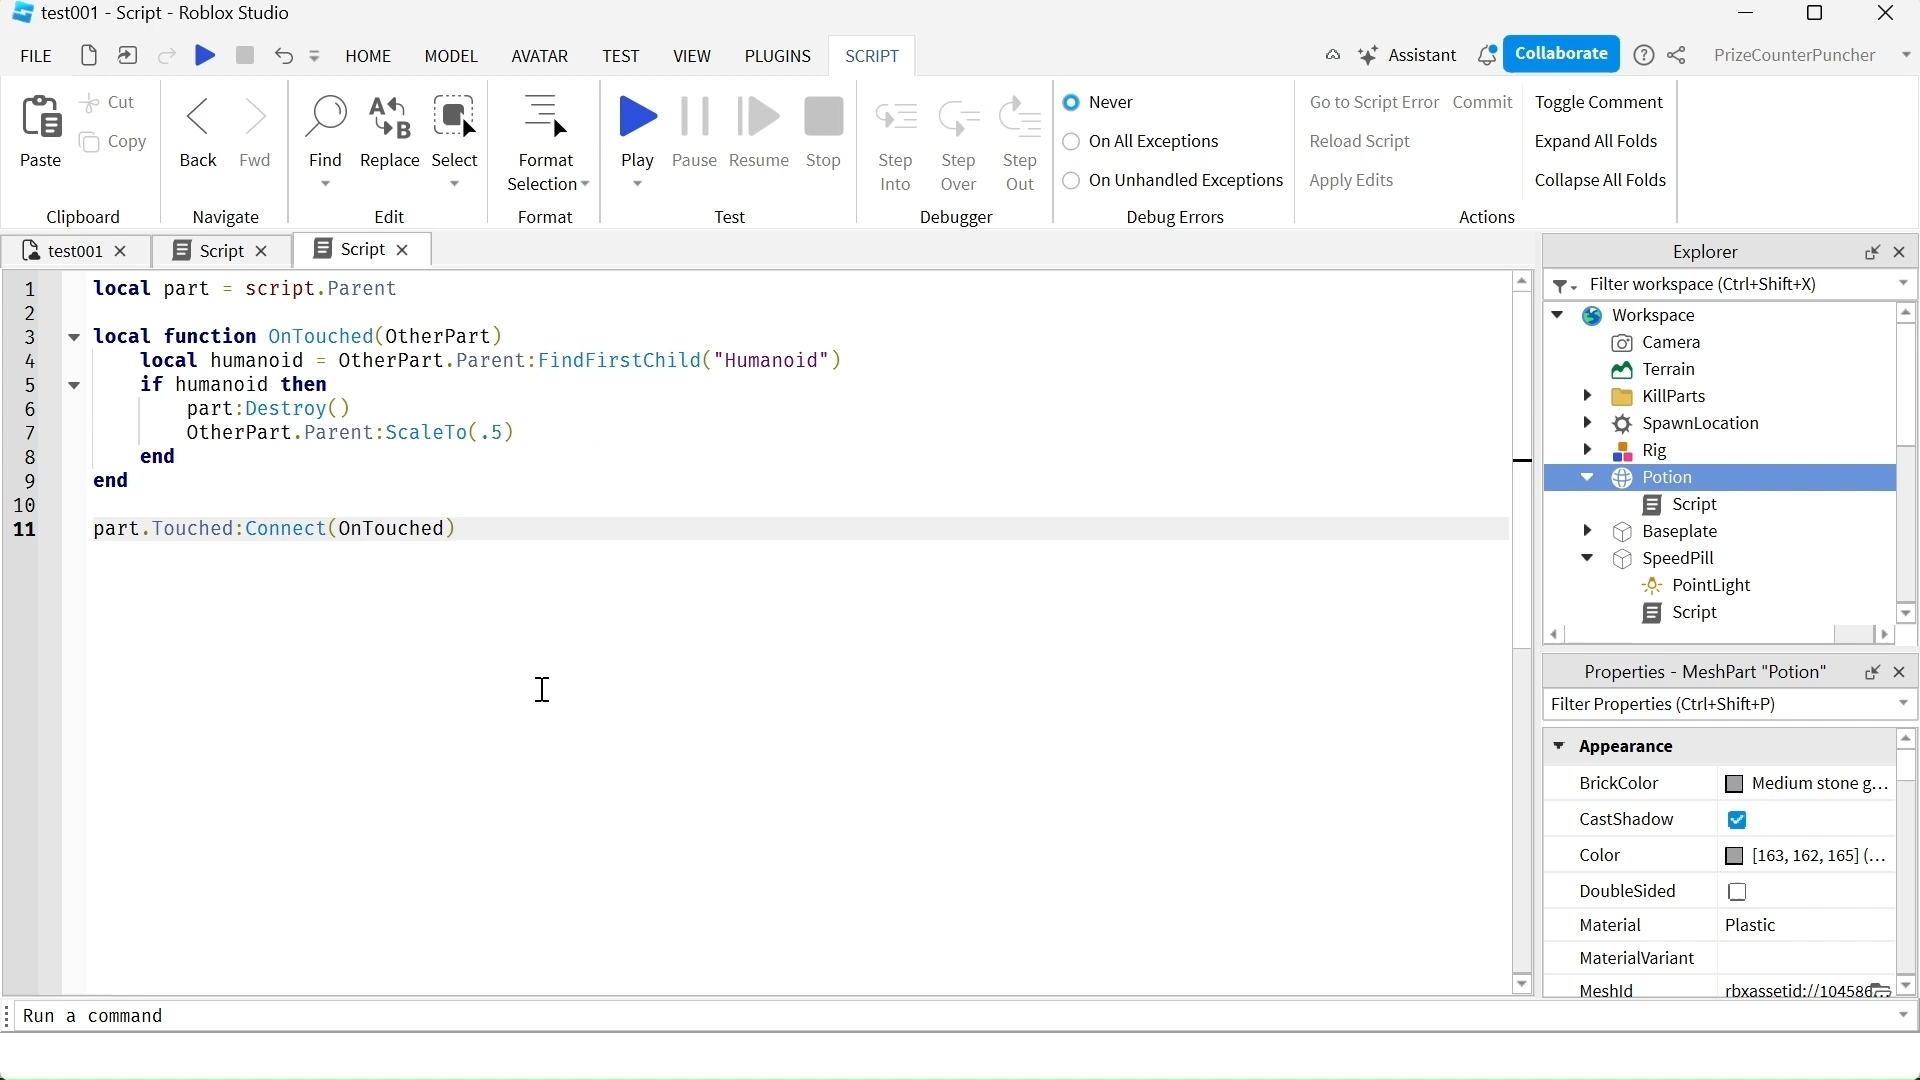 test001 - Script - Roblox Studio
FILE HOME MODEL AVATAR TEST VIEW PLUGINS SCRIPT Assistant Collaborate PrizeCounterPuncher
Paste Cut Copy
Clipboard
Back Fwd
Navigate
Find Replace Select
Edit
Format Selection
Format
Play Pause Resume Stop
Test
Step Into Step Over Step Out
Debugger
Never
On All Exceptions
On Unhandled Exceptions
Debug Errors
Go to Script Error Commit Toggle Comment
Reload Script Expand All Folds
Apply Edits Collapse All Folds
Actions
test001 Script Script
1 local part = script.Parent
2
3 local function OnTouched(OtherPart)
4 local humanoid = OtherPart.Parent:FindFirstChild("Humanoid")
5 if humanoid then
6 part:Destroy()
7 OtherPart.Parent:ScaleTo(.5)
8 end
9 end
10
11 part.Touched:Connect(OnTouched)
Explorer
Filter workspace (Ctrl+Shift+X)
Workspace
Camera
Terrain
KillParts
SpawnLocation
Rig
Potion
Script
Baseplate
SpeedPill
PointLight
Script
Properties - MeshPart "Potion"
Filter Properties (Ctrl+Shift+P)
Appearance
BrickColor Medium stone g...
CastShadow
Color [163, 162, 165] (...
DoubleSided
Material Plastic
MaterialVariant
MeshId rbxassetid://104586...
Run a command